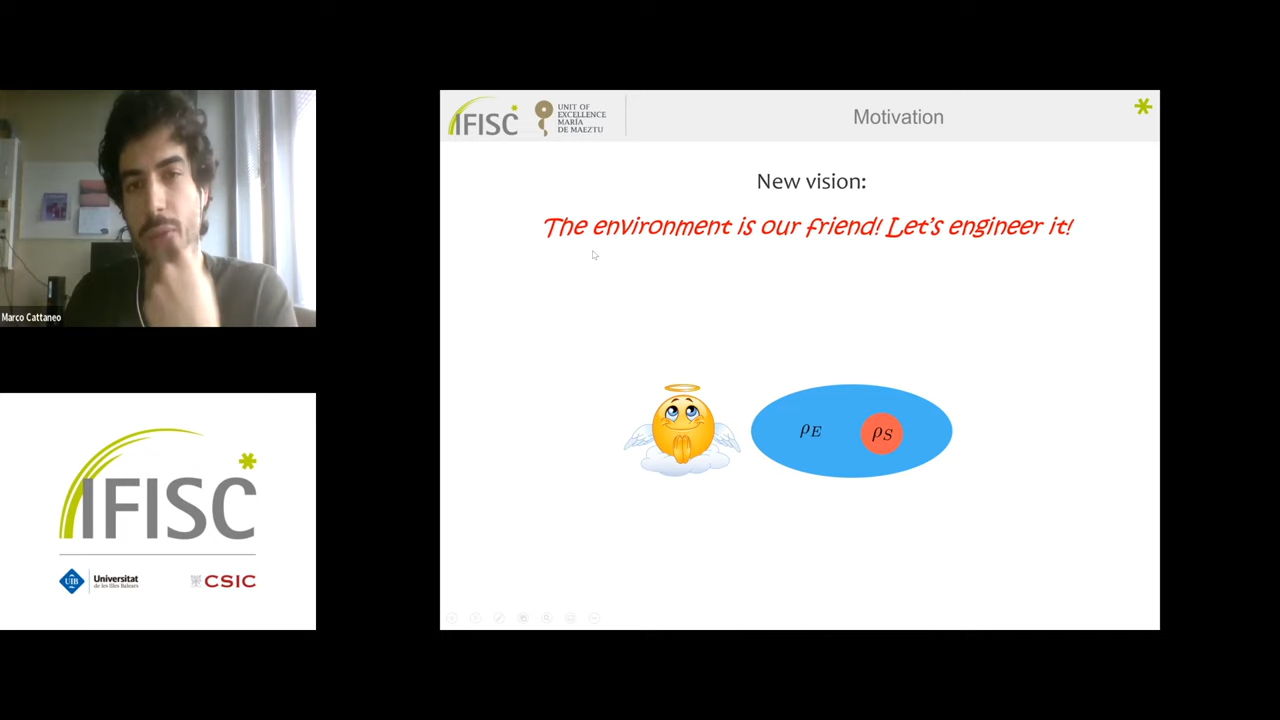 Marco Cattaneo
IFISC
UIB
Universitat
de les Illes Balears
CSIC
IFISC
UNIT OF
EXCELLENCE
MARÍA
DE MAEZTU
Motivation
New vision:
The environment is our friend! Let's engineer it!
ρE
ρS